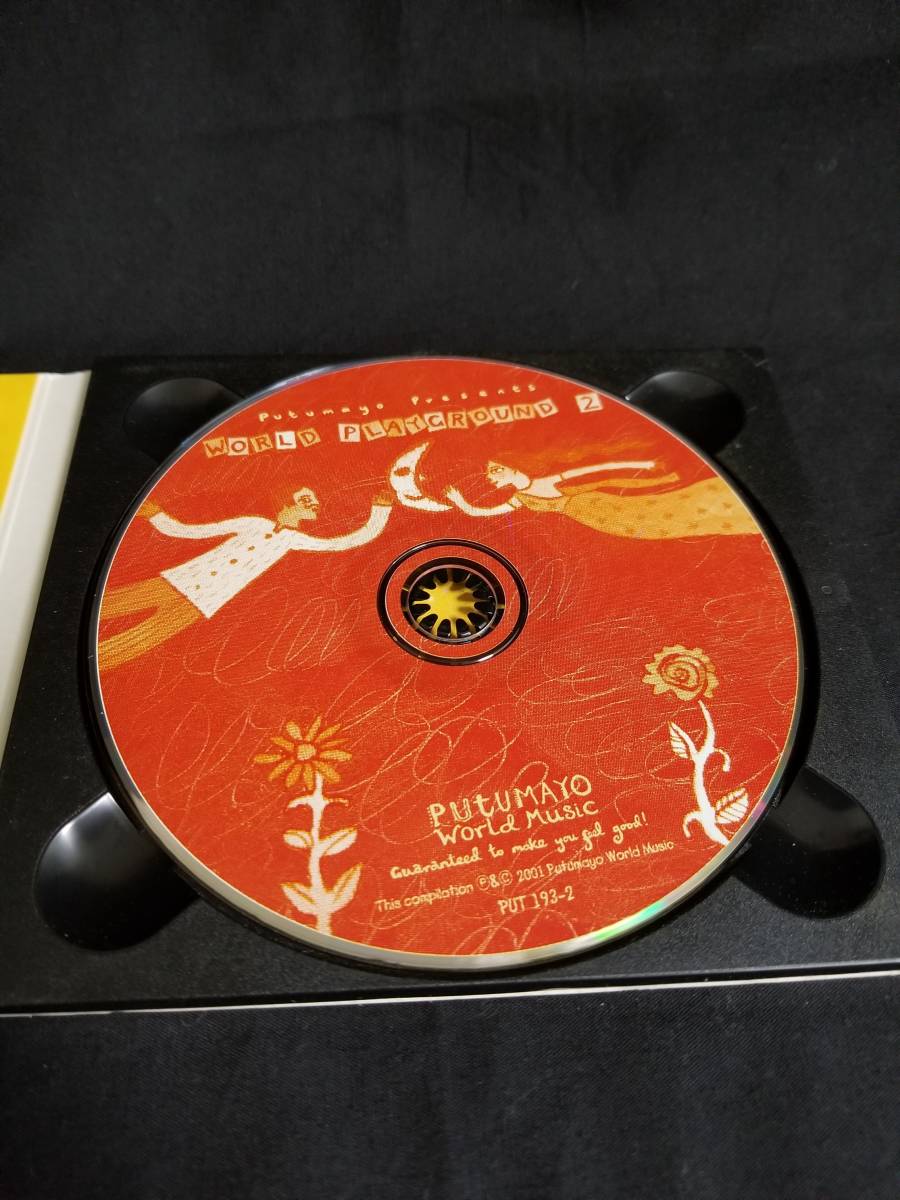 Putumayo Presents
WORLD PLAYGROUND 2
PUTUMAYO
World Music
Guaranteed to make you feel good!
This compilation ℗&© 2001 Putumayo World Music
PUT 193-2